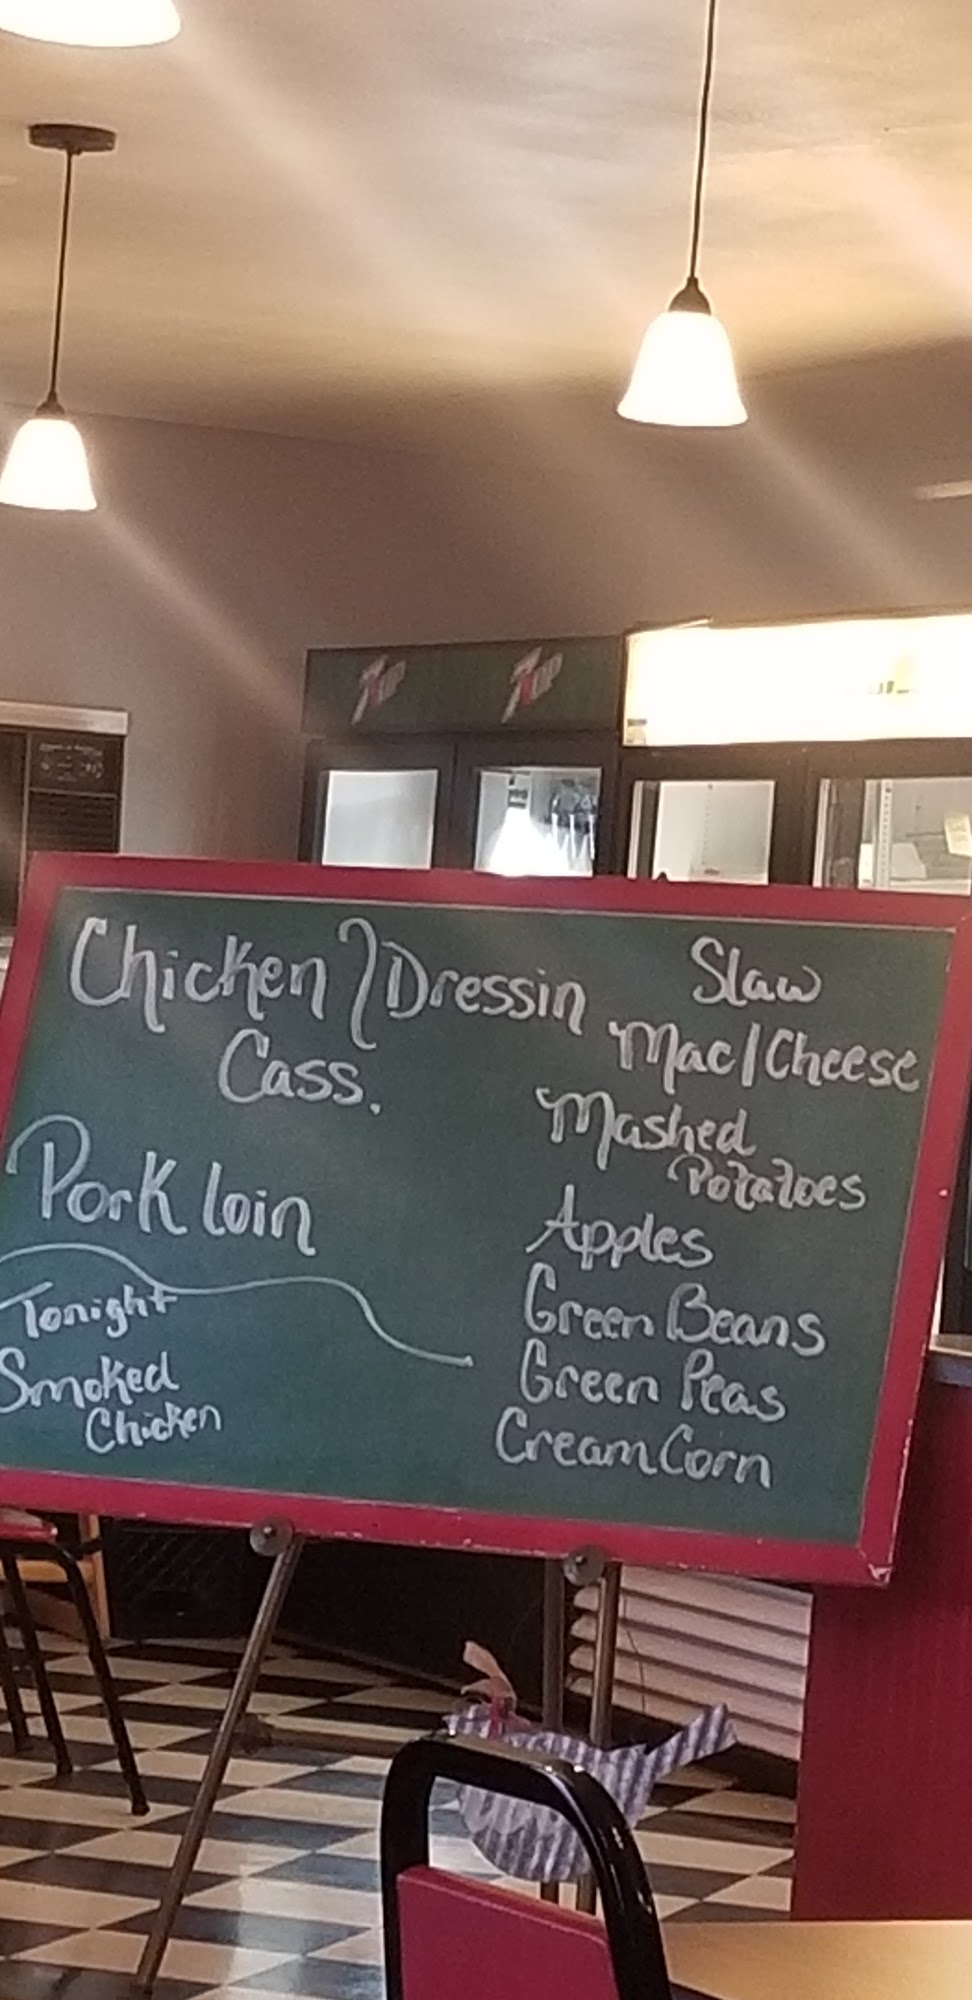 7UP 7UP
Chicken & Dressin
Cass.
Pork loin
Tonight
Smoked
Chicken
Slaw
Mac/Cheese
Mashed
Potatoes
Apples
Green Beans
Green Peas
Cream Corn